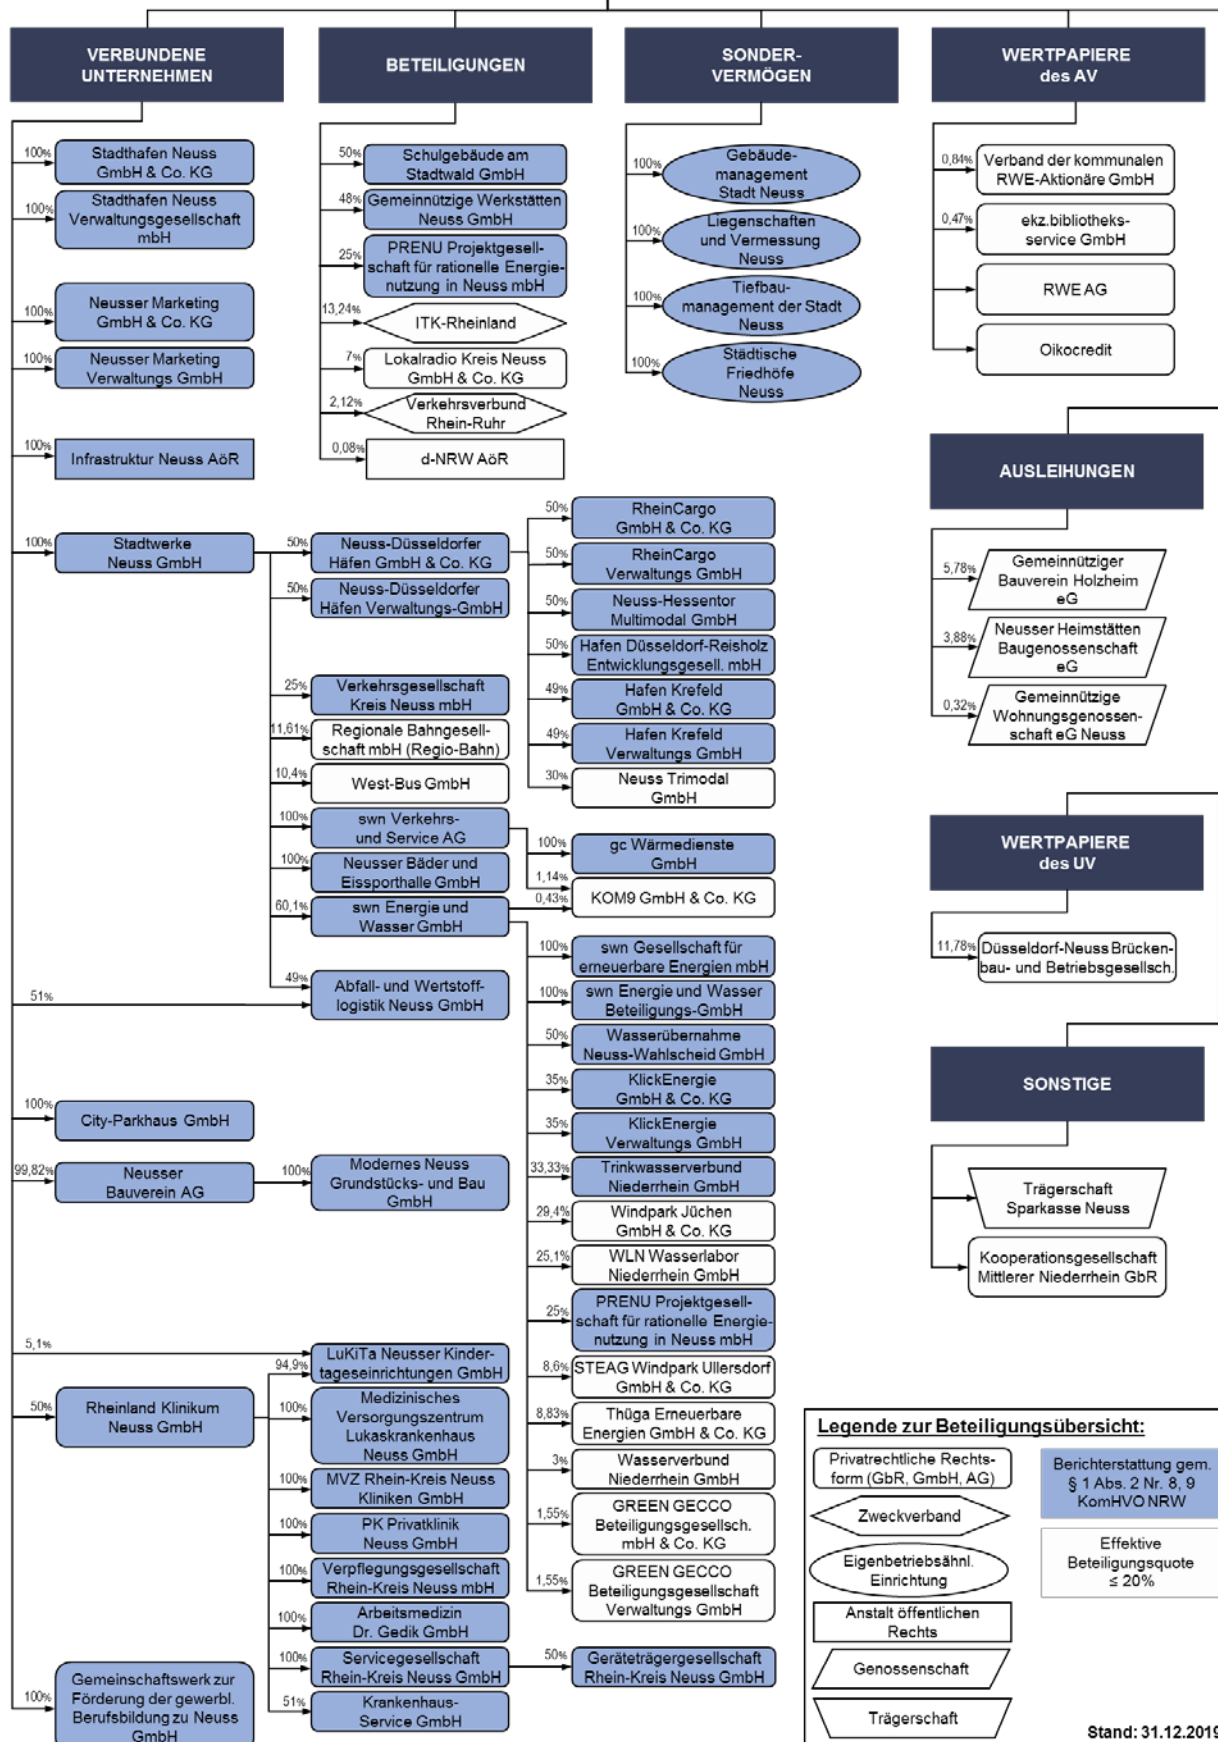 VERBUNDENE
UNTERNEHMEN
100%
Stadthafen Neuss
GmbH & Co. KG
100%
Stadthafen Neuss
Verwaltungsgesellschaft
mbH
100%
Neusser Marketing
GmbH & Co. KG
100%
Neusser Marketing
Verwaltungs GmbH
100%
Infrastruktur Neuss AöR
100%
Stadtwerke
Neuss GmbH
50%
Neuss-Düsseldorfer
Häfen GmbH & Co. KG
50%
RheinCargo
GmbH & Co. KG
50%
RheinCargo
Verwaltungs GmbH
50%
Neuss-Hessentor
Multimodal GmbH
50%
Hafen Düsseldorf-Reisholz
Entwicklungsgesell. mbH
49%
Hafen Krefeld
GmbH & Co. KG
49%
Hafen Krefeld
Verwaltungs GmbH
30%
Neuss Trimodal
GmbH
50%
Neuss-Düsseldorfer
Häfen Verwaltungs-GmbH
25%
Verkehrsgesellschaft
Kreis Neuss mbH
11,61%
Regionale Bahngesell-
schaft mbH (Regio-Bahn)
10,4%
West-Bus GmbH
100%
swn Verkehrs-
und Service AG
100%
gc Wärmedienste
GmbH
1,14%
0,43%
KOM9 GmbH & Co. KG
100%
Neusser Bäder und
Eissporthalle GmbH
60,1%
swn Energie und
Wasser GmbH
100%
swn Gesellschaft für
erneuerbare Energien mbH
100%
swn Energie und Wasser
Beteiligungs-GmbH
50%
Wasserübernahme
Neuss-Wahlscheid GmbH
35%
KlickEnergie
GmbH & Co. KG
35%
KlickEnergie
Verwaltungs GmbH
33,33%
Trinkwasserverbund
Niederrhein GmbH
29,4%
Windpark Jüchen
GmbH & Co. KG
25,1%
WLN Wasserlabor
Niederrhein GmbH
25%
PRENU Projektgesell-
schaft für rationelle Energie-
nutzung in Neuss mbH
8,6%
STEAG Windpark Ullersdorf
GmbH & Co. KG
8,83%
Thüga Erneuerbare
Energien GmbH & Co. KG
3%
Wasserverbund
Niederrhein GmbH
1,55%
GREEN GECCO
Beteiligungsgesellsch.
mbH & Co. KG
1,55%
GREEN GECCO
Beteiligungsgesellschaft
Verwaltungs GmbH
49%
51%
Abfall- und Wertstoff-
logistik Neuss GmbH
100%
City-Parkhaus GmbH
99,82%
Neusser
Bauverein AG
100%
Modernes Neuss
Grundstücks- und Bau
GmbH
5,1%
94,9%
LuKiTa Neusser Kinder-
tageseinrichtungen GmbH
50%
Rheinland Klinikum
Neuss GmbH
100%
Medizinisches
Versorgungszentrum
Lukaskrankenhaus
Neuss GmbH
100%
MVZ Rhein-Kreis Neuss
Kliniken GmbH
100%
PK Privatklinik
Neuss GmbH
100%
Verpflegungsgesellschaft
Rhein-Kreis Neuss mbH
100%
Arbeitsmedizin
Dr. Gedik GmbH
100%
Servicegesellschaft
Rhein-Kreis Neuss GmbH
50%
Geräteträgergesellschaft
Rhein-Kreis Neuss GmbH
51%
Krankenhaus-
Service GmbH
100%
Gemeinschaftswerk zur
Förderung der gewerbl.
Berufsbildung zu Neuss
GmbH
BETEILIGUNGEN
50%
Schulgebäude am
Stadtwald GmbH
48%
Gemeinnützige Werkstätten
Neuss GmbH
25%
PRENU Projektgesell-
schaft für rationelle Energie-
nutzung in Neuss mbH
13,24%
ITK-Rheinland
7%
Lokalradio Kreis Neuss
GmbH & Co. KG
2,12%
Verkehrsverbund
Rhein-Ruhr
0,08%
d-NRW AöR
SONDER-
VERMÖGEN
100%
Gebäude-
management
Stadt Neuss
100%
Liegenschaften
und Vermessung
Neuss
100%
Tiefbau-
management der Stadt
Neuss
100%
Städtische
Friedhöfe
Neuss
WERTPAPIERE
des AV
0,84%
Verband der kommunalen
RWE-Aktionäre GmbH
0,47%
ekz.bibliotheks-
service GmbH
RWE AG
Oikocredit
AUSLEIHUNGEN
5,78%
Gemeinnütziger
Bauverein Holzheim
eG
3,88%
Neusser Heimstätten
Baugenossenschaft
eG
0,32%
Gemeinnützige
Wohnungsgenossen-
schaft eG Neuss
WERTPAPIERE
des UV
11,78%
Düsseldorf-Neuss Brücken-
bau- und Betriebsgesellsch.
SONSTIGE
Trägerschaft
Sparkasse Neuss
Kooperationsgesellschaft
Mittlerer Niederrhein GbR
Legende zur Beteiligungsübersicht:
Privatrechtliche Rechts-
form (GbR, GmbH, AG)
Zweckverband
Eigenbetriebsähnl.
Einrichtung
Anstalt öffentlichen
Rechts
Genossenschaft
Trägerschaft
Berichterstattung gem.
§ 1 Abs. 2 Nr. 8, 9
KomHVO NRW
Effektive
Beteiligungsquote
≤ 20%
Stand: 31.12.2019